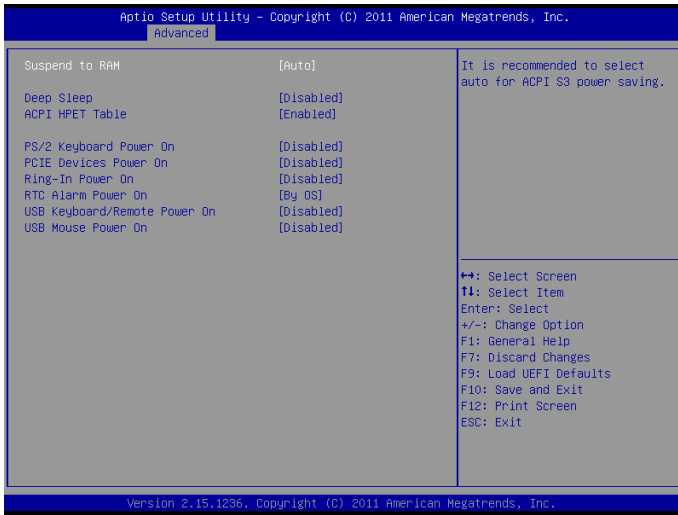 Aptio Setup Utility – Copyright (C) 2011 American Megatrends, Inc.
Advanced
Suspend to RAM [Auto]
Deep Sleep [Disabled]
ACPI HPET Table [Enabled]
PS/2 Keyboard Power On [Disabled]
PCIE Devices Power On [Disabled]
Ring-In Power On [Disabled]
RTC Alarm Power On [By OS]
USB Keyboard/Remote Power On [Disabled]
USB Mouse Power On [Disabled]
It is recommended to select
auto for ACPI S3 power saving.
↔: Select Screen
↑↓: Select Item
Enter: Select
+/-: Change Option
F1: General Help
F7: Discard Changes
F9: Load UEFI Defaults
F10: Save and Exit
F12: Print Screen
ESC: Exit
Version 2.15.1236. Copyright (C) 2011 American Megatrends, Inc.